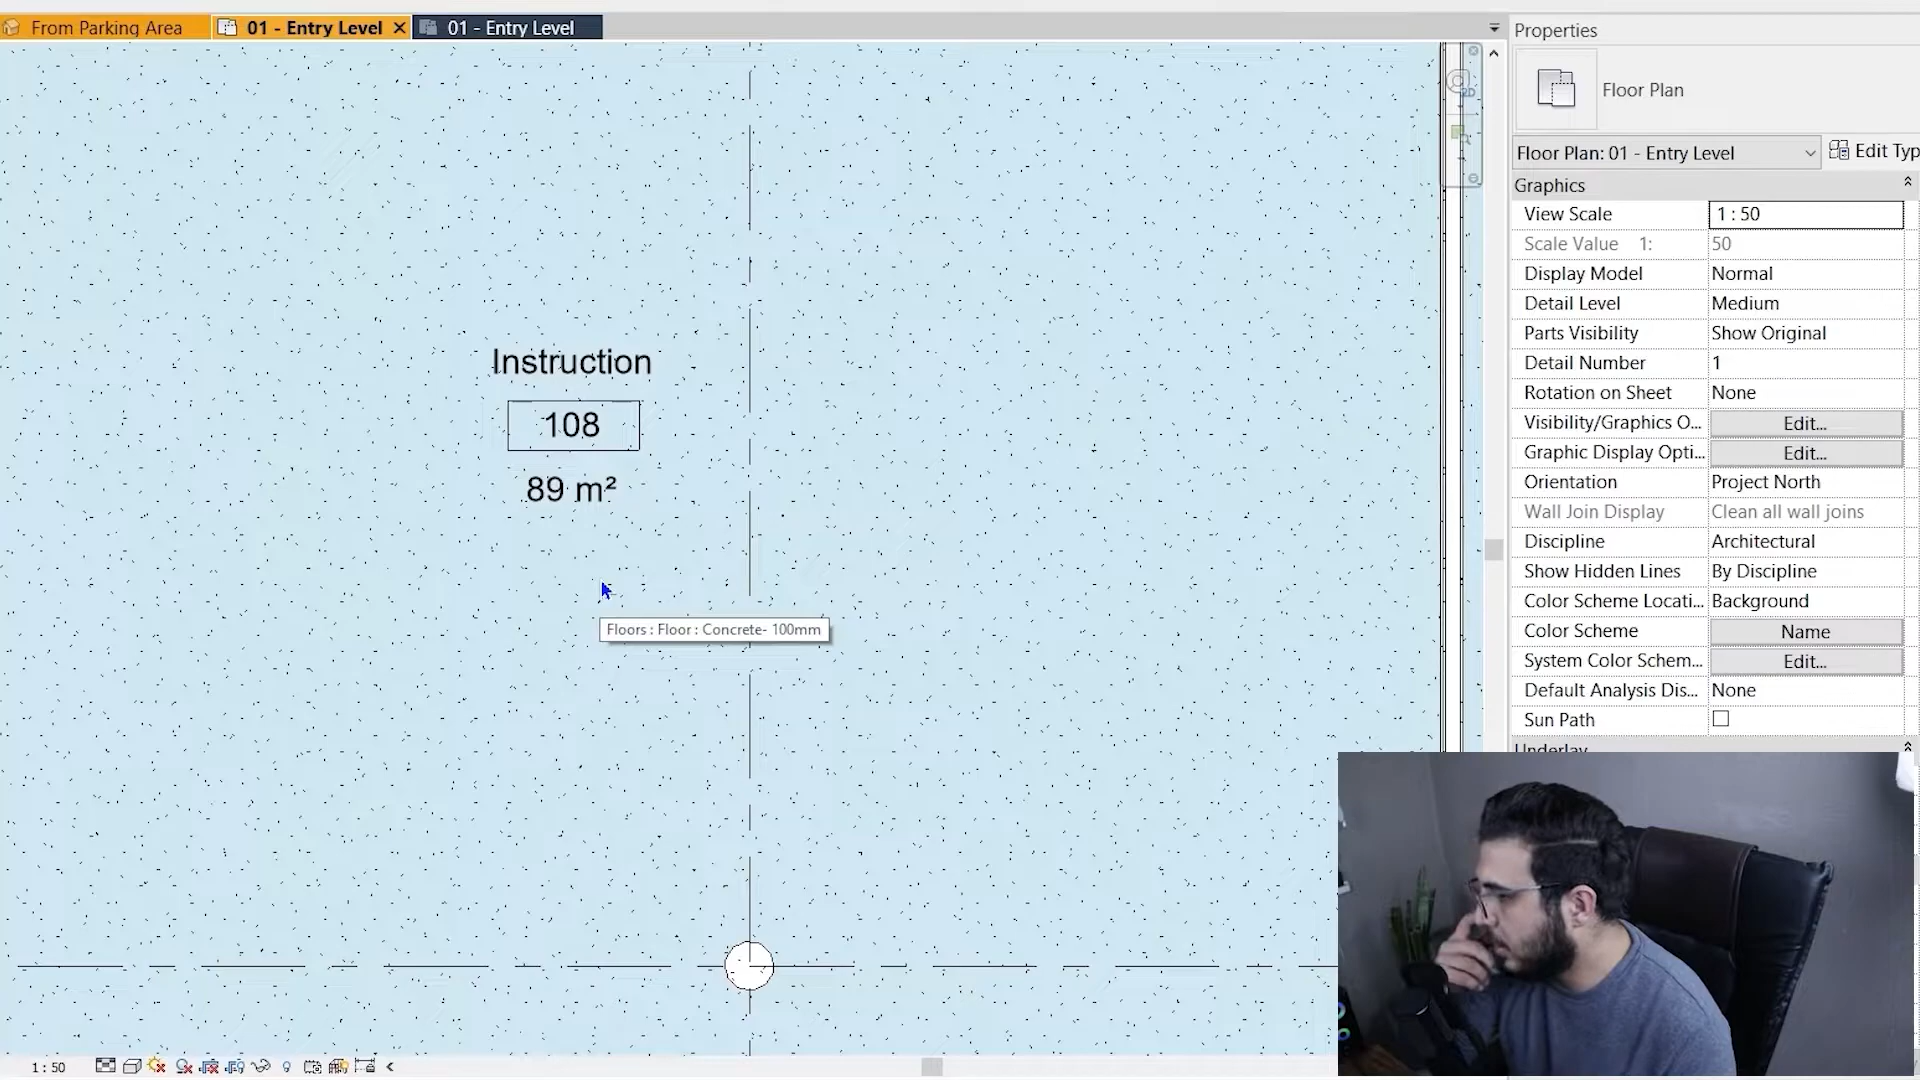 From Parking Area
01 - Entry Level
01 - Entry Level
Instruction
108
89 m²
Floors : Floor : Concrete- 100mm
1 : 50
Properties
Floor Plan
Floor Plan: 01 - Entry Level
Edit Typ
Graphics
View Scale 1 : 50
Scale Value 1: 50
Display Model Normal
Detail Level Medium
Parts Visibility Show Original
Detail Number 1
Rotation on Sheet None
Visibility/Graphics O... Edit...
Graphic Display Opti... Edit...
Orientation Project North
Wall Join Display Clean all wall joins
Discipline Architectural
Show Hidden Lines By Discipline
Color Scheme Locati... Background
Color Scheme Name
System Color Schem... Edit...
Default Analysis Dis... None
Sun Path
Underlay